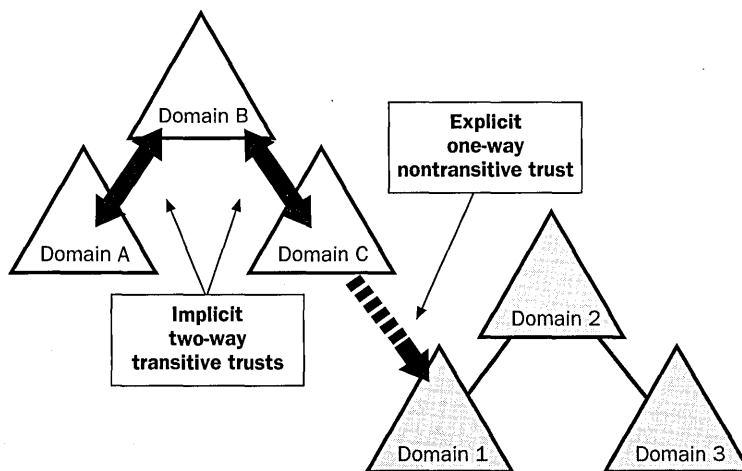 Domain B
Explicit
one-way
nontransitive trust
Domain A
Domain C
Implicit
two-way
transitive trusts
Domain 2
Domain 1
Domain 3